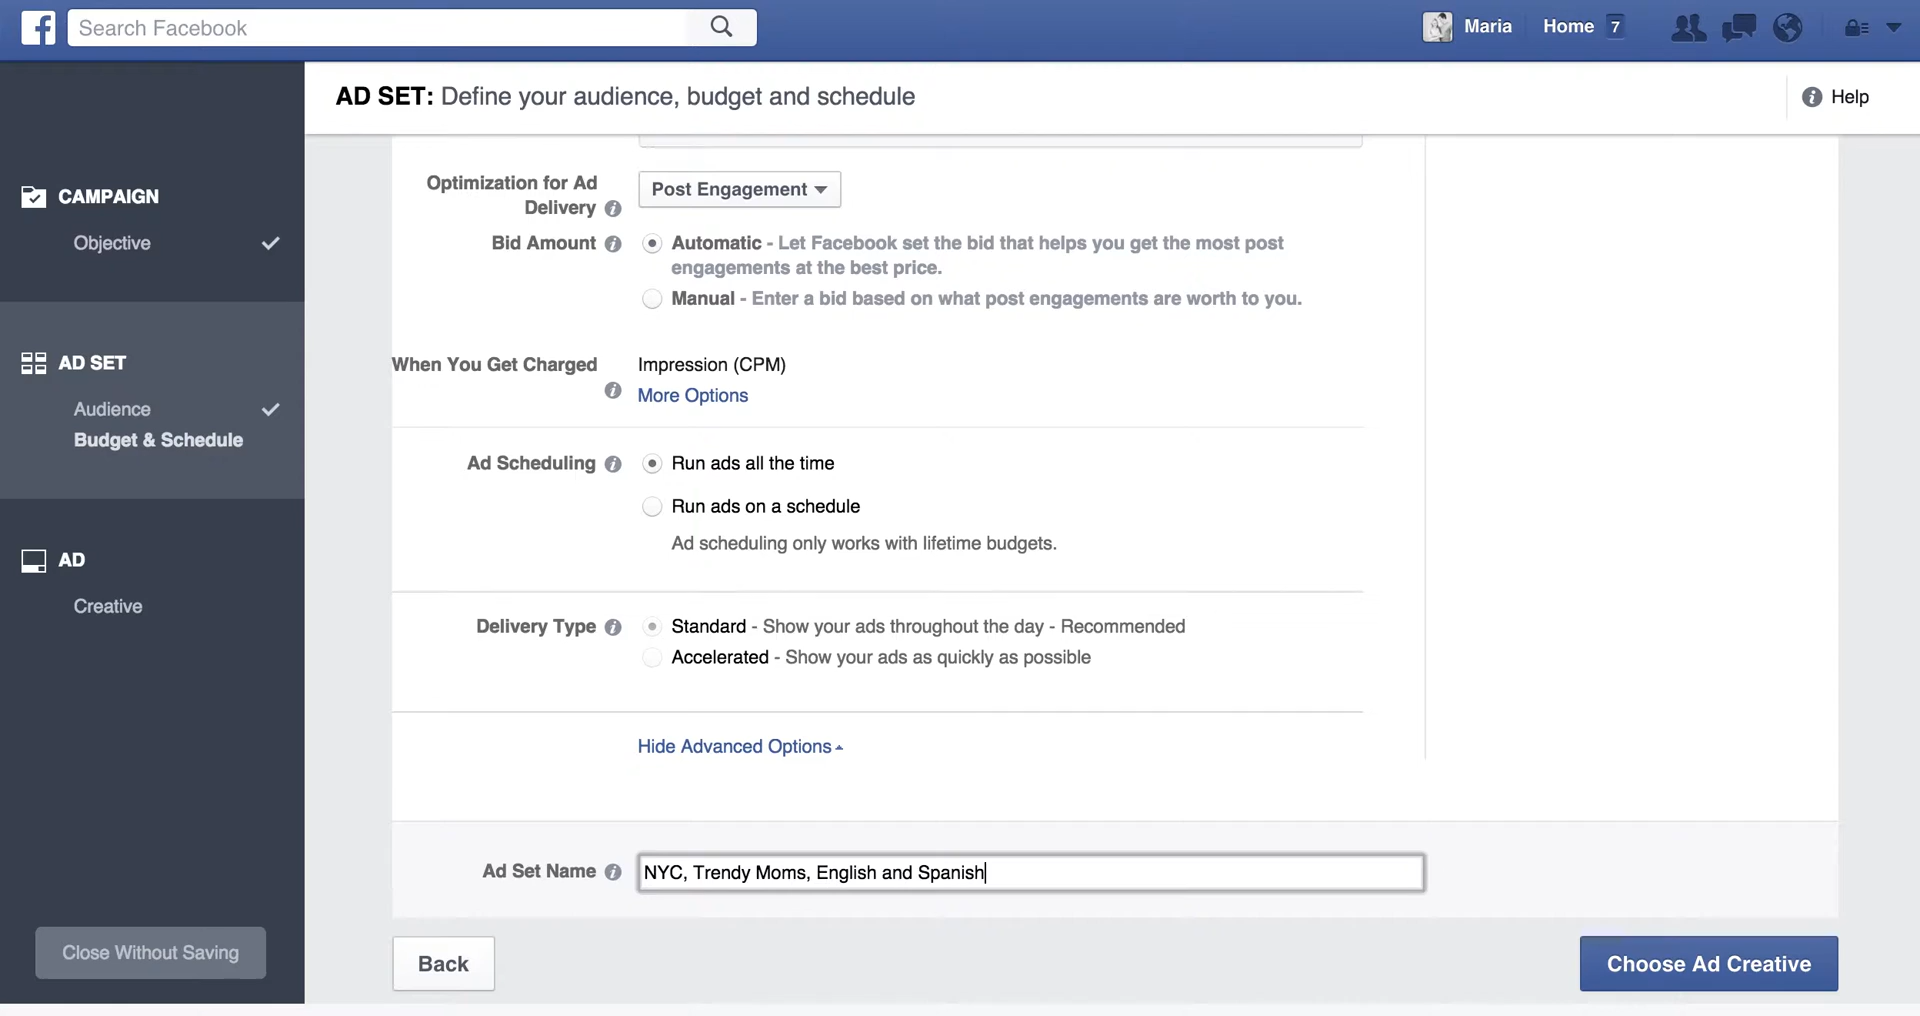 Search Facebook
Maria
Home 7
AD SET: Define your audience, budget and schedule
Help
CAMPAIGN
Objective
AD SET
Audience
Budget & Schedule
AD
Creative
Close Without Saving
Optimization for Ad
Delivery
Post Engagement
Bid Amount
Automatic - Let Facebook set the bid that helps you get the most post
engagements at the best price.
Manual - Enter a bid based on what post engagements are worth to you.
When You Get Charged
Impression (CPM)
More Options
Ad Scheduling
Run ads all the time
Run ads on a schedule
Ad scheduling only works with lifetime budgets.
Delivery Type
Standard - Show your ads throughout the day - Recommended
Accelerated - Show your ads as quickly as possible
Hide Advanced Options
Ad Set Name
NYC, Trendy Moms, English and Spanish
Back
Choose Ad Creative